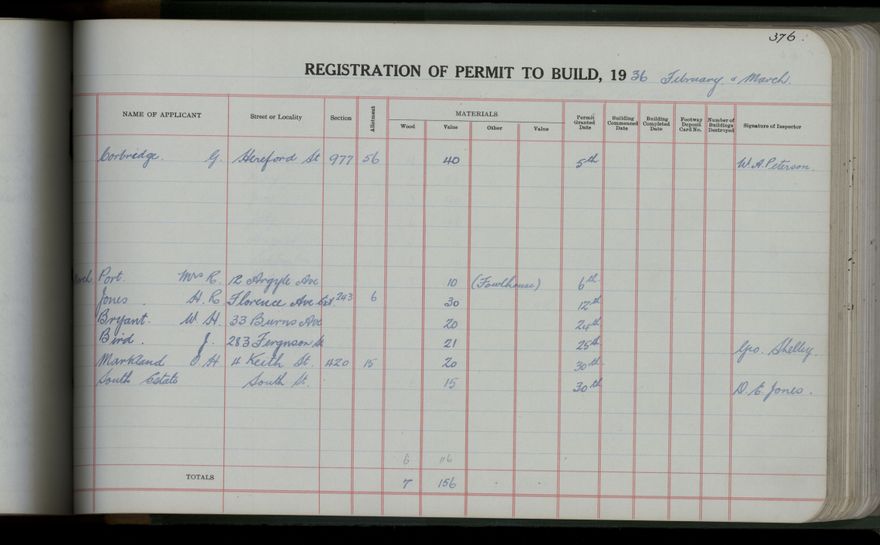 376.
REGISTRATION OF PERMIT TO BUILD, 19 36 February & March.
NAME OF APPLICANT Street or Locality Section Allotment MATERIALS Permit Granted Date Building Commenced Date Building Completed Date Footway Deposit Card No. Number of Buildings Destroyed Signature of Inspector
Wood Value Other Value
Corbridge. G. Hereford St 977 56 40 5th W. A. Peterson.
Port. Mrs R. 12 Argyle Ave 10 (Fowlhouse) 6th
Jones. H. R. Florence Ave 243 6 30 12th
Bryant. W. H. 33 Burns Ave 20 24th
Bird. J. 283 Ferguson St 21 25th Geo. Shelley.
Markland O H 4 Keith St. 420 15 20 30th
South Estate South St. 15 30th D. E. Jones.
6 116
TOTALS 7 156